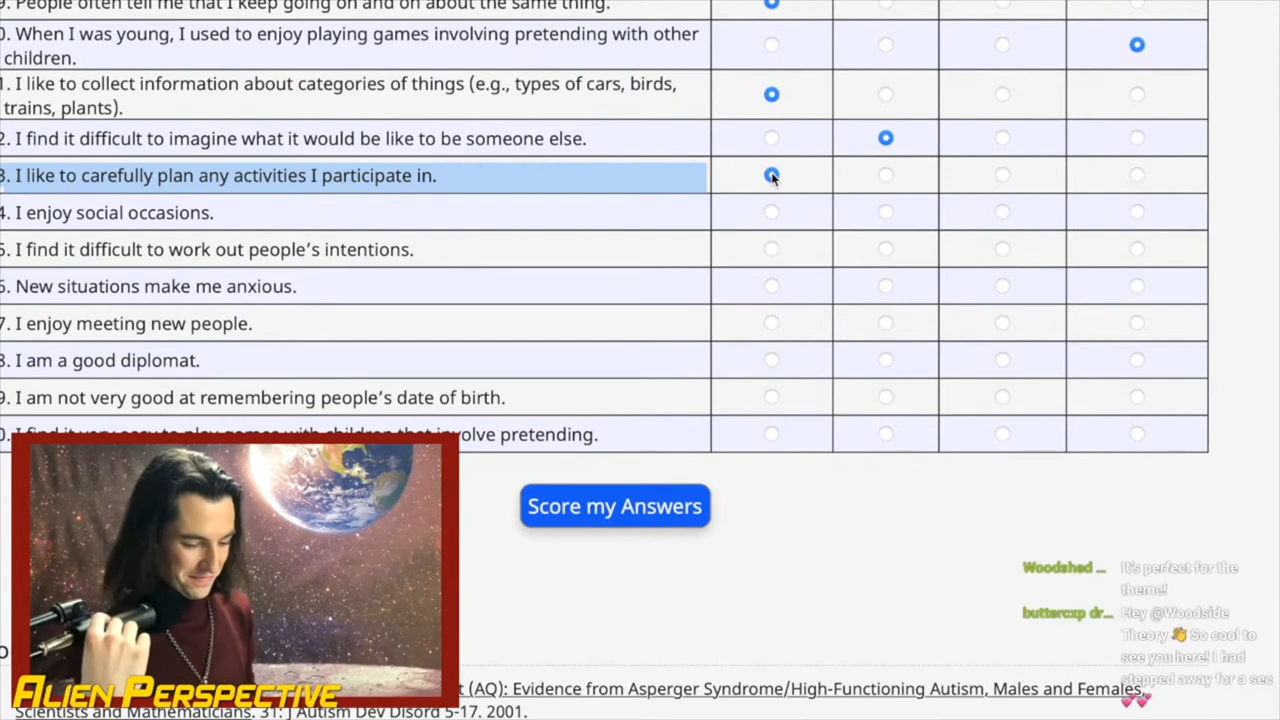 9. People often tell me that I keep going on and on about the same thing.
0. When I was young, I used to enjoy playing games involving pretending with other
children.
1. I like to collect information about categories of things (e.g., types of cars, birds,
trains, plants).
2. I find it difficult to imagine what it would be like to be someone else.
3. I like to carefully plan any activities I participate in.
4. I enjoy social occasions.
5. I find it difficult to work out people’s intentions.
6. New situations make me anxious.
7. I enjoy meeting new people.
8. I am a good diplomat.
9. I am not very good at remembering people’s date of birth.
0. I find it very easy to play games with children that involve pretending.
Score my Answers
Woodshed ... It's perfect for the
theme!
buttercxp dr... Hey @Woodside
Theory 👏 So cool to
see you here! I had
stepped away for a sec
💕💕
(AQ): Evidence from Asperger Syndrome/High-Functioning Autism, Males and Females,
Scientists and Mathematicians. 31: J Autism Dev Disord 5-17. 2001.
ALIEN PERSPECTIVE